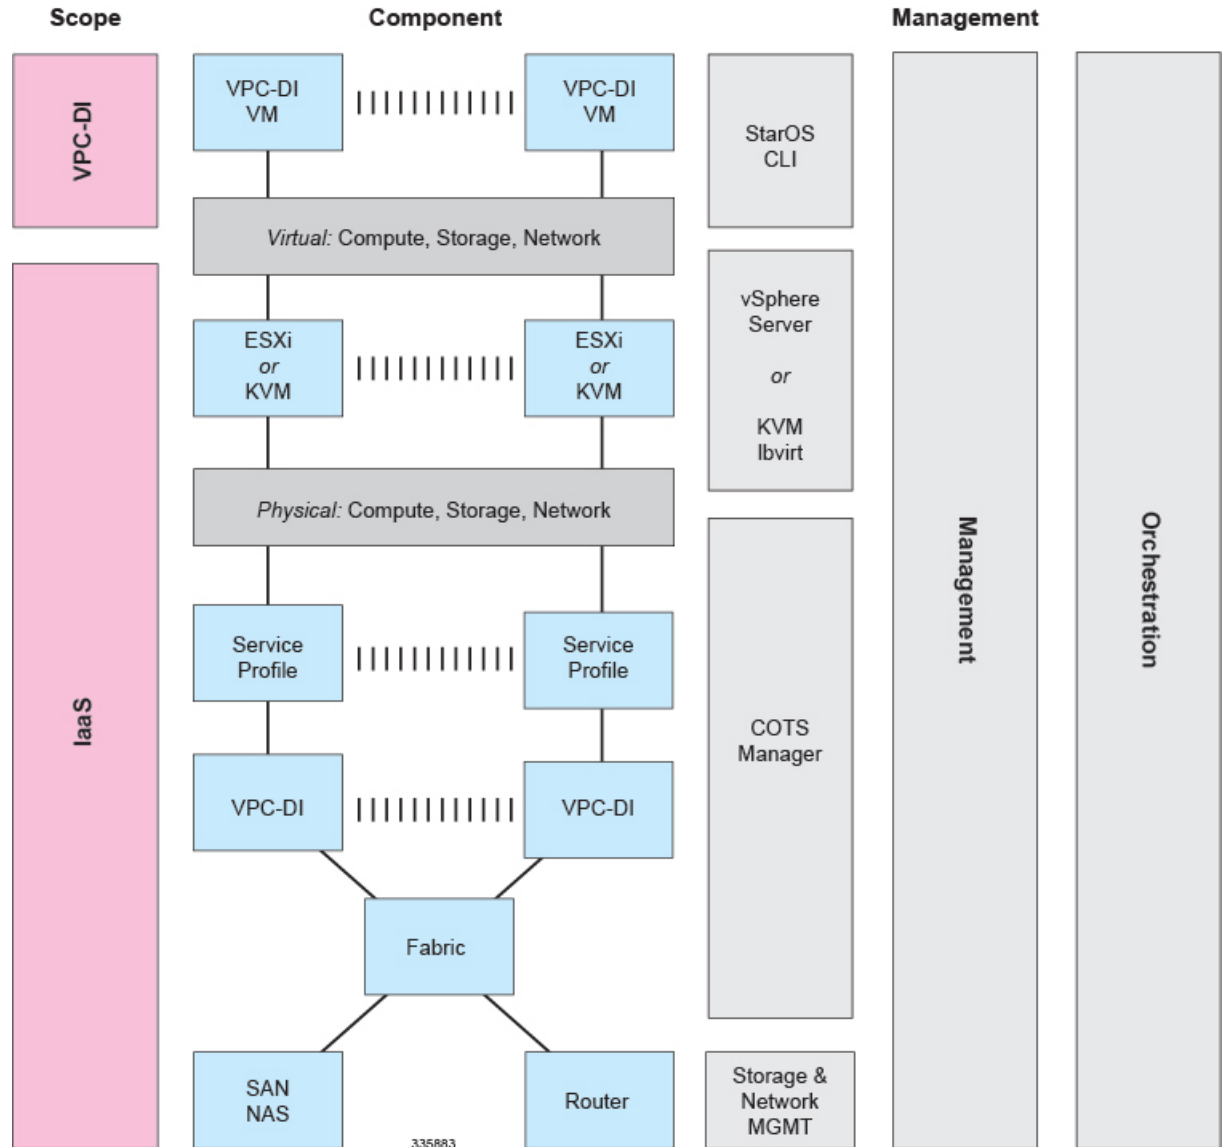 Scope
Component
Management
VPC-DI
VPC-DI
VM
VPC-DI
VM
StarOS
CLI
Virtual: Compute, Storage, Network
ESXi
or
KVM
ESXi
or
KVM
vSphere
Server
or
KVM
lbvirt
Physical: Compute, Storage, Network
IaaS
Service
Profile
Service
Profile
VPC-DI
VPC-DI
COTS
Manager
Management
Orchestration
Fabric
SAN
NAS
Router
Storage &
Network
MGMT
335883